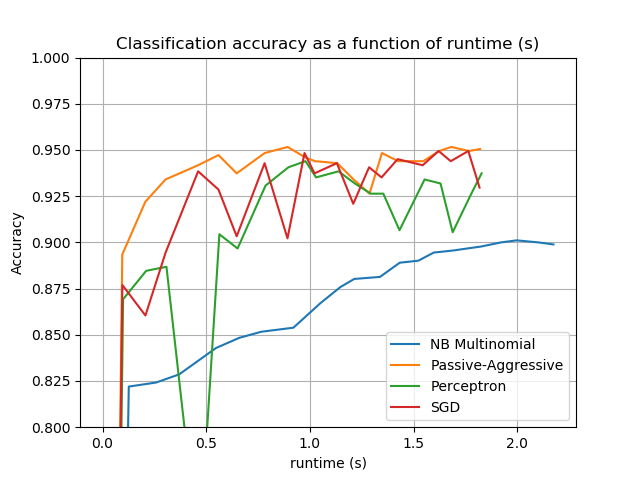 Classification accuracy as a function of runtime (s)
1.000
0.975
0.950
0.925
0.900
0.875
0.850
0.825
0.800
Accuracy
NB Multinomial
Passive-Aggressive
Perceptron
SGD
0.0 0.5 1.0 1.5 2.0
runtime (s)